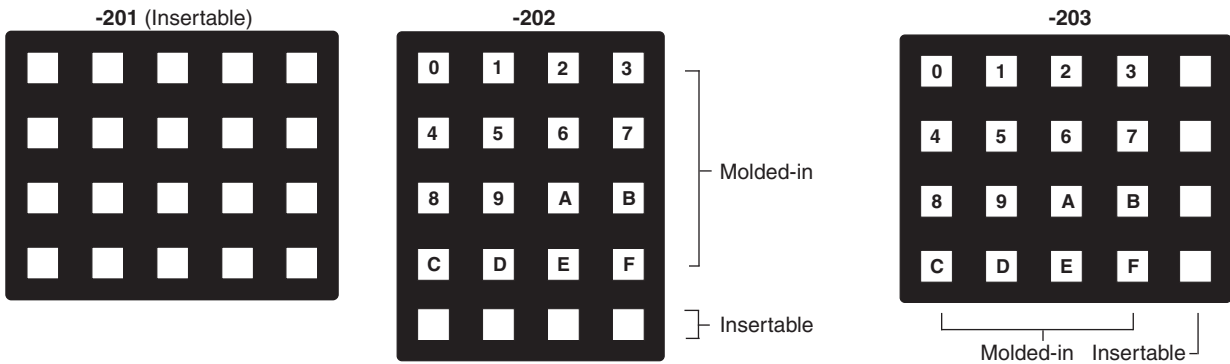 -201 (Insertable)
-202
0 1 2 3
4 5 6 7
8 9 A B
C D E F
Molded-in
Insertable
-203
0 1 2 3
4 5 6 7
8 9 A B
C D E F
Molded-in Insertable